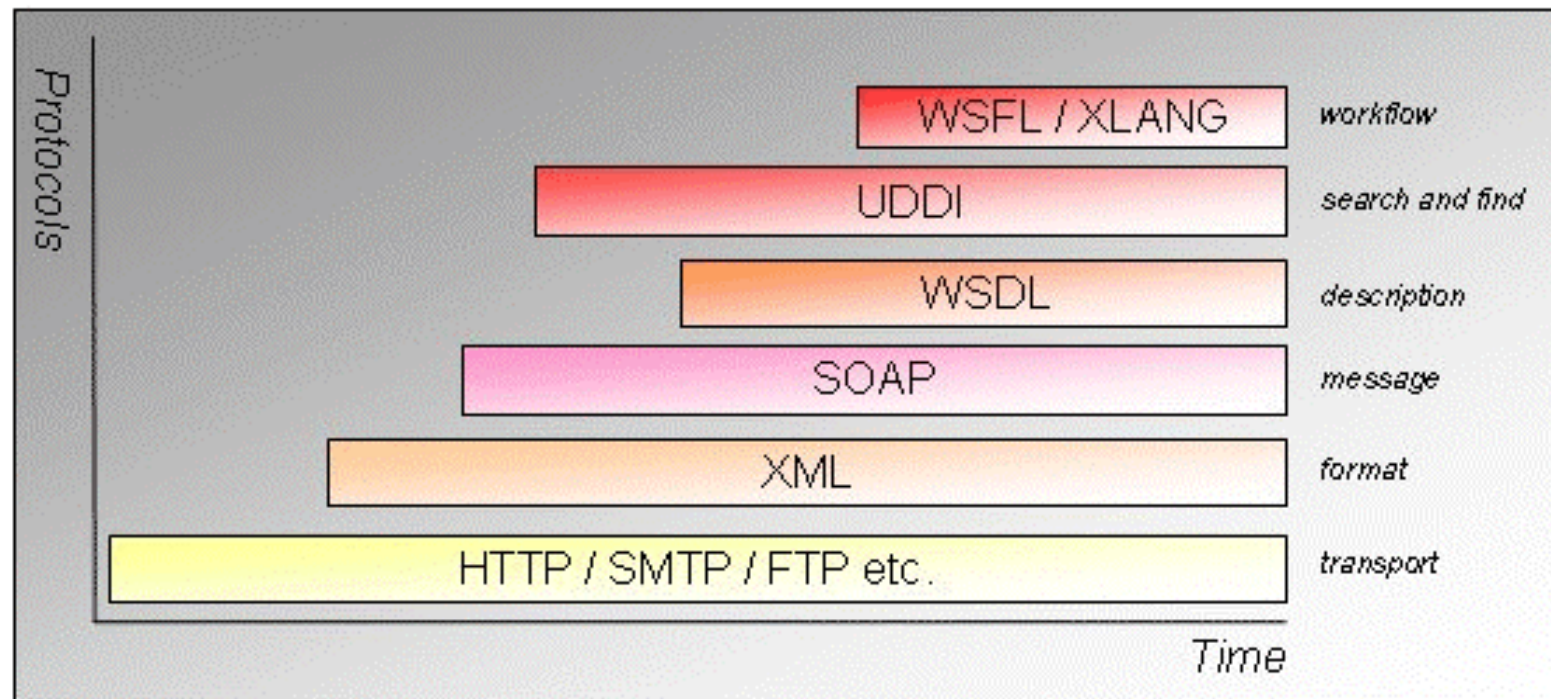 Protocols
WSFL / XLANG
workflow
UDDI
search and find
WSDL
description
SOAP
message
XML
format
HTTP / SMTP / FTP etc.
transport
Time